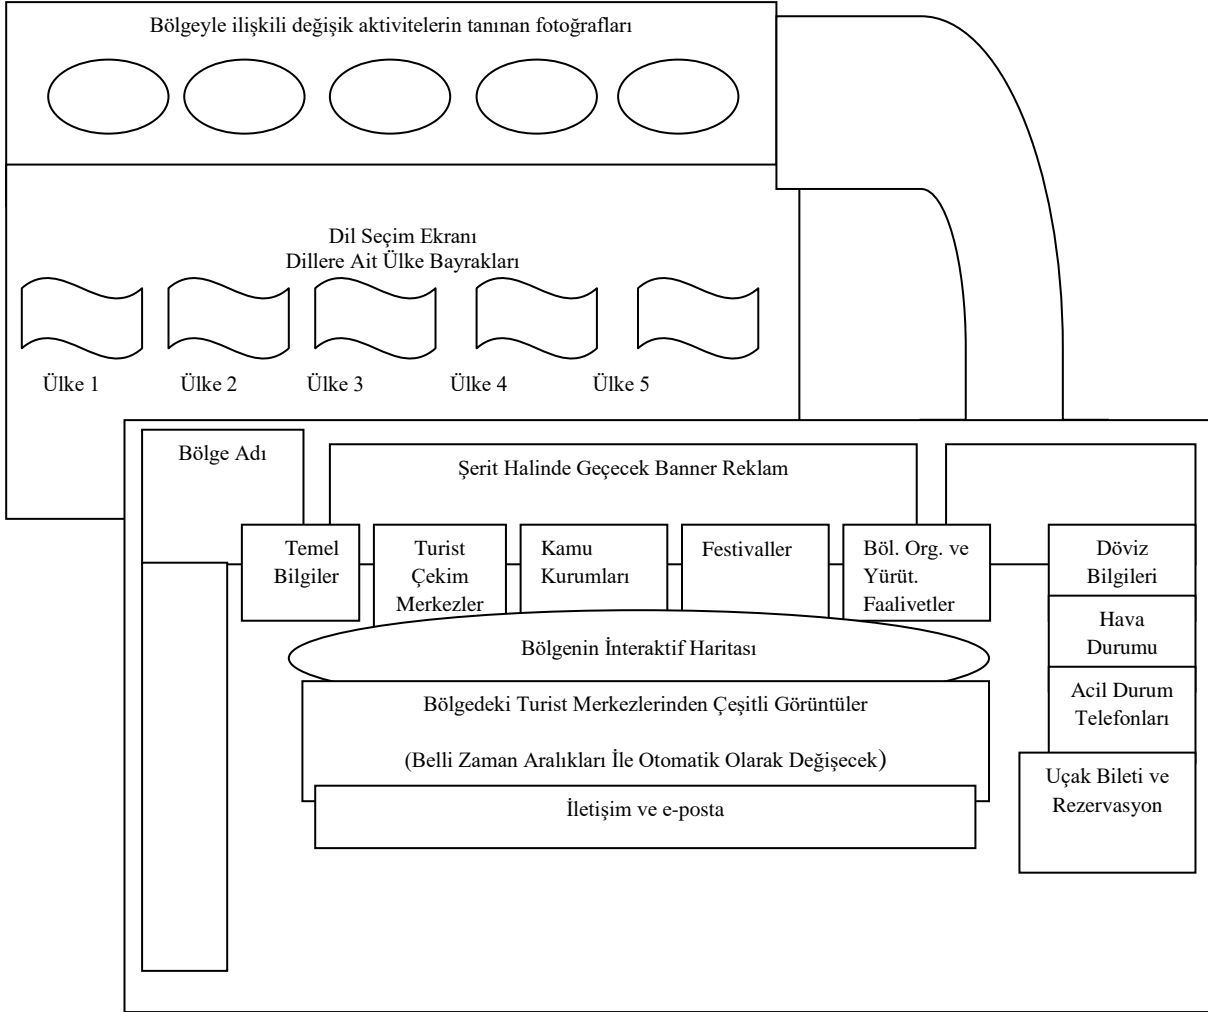 Bölgeyle ilişkili değişik aktivitelerin tanınan fotoğrafları
Dil Seçim Ekranı
Dillere Ait Ülke Bayrakları
Ülke 1
Ülke 2
Ülke 3
Ülke 4
Ülke 5
Bölge Adı
Şerit Halinde Geçecek Banner Reklam
Temel
Bilgiler
Turist
Çekim
Merkezler
Kamu
Kurumları
Festivaller
Böl. Org. ve
Yürüt.
Faaliyetler
Döviz
Bilgileri
Hava
Durumu
Acil Durum
Telefonları
Uçak Bileti ve
Rezervasyon
Bölgenin İnteraktif Haritası
Bölgedeki Turist Merkezlerinden Çeşitli Görüntüler
(Belli Zaman Aralıkları İle Otomatik Olarak Değişecek)
İletişim ve e-posta